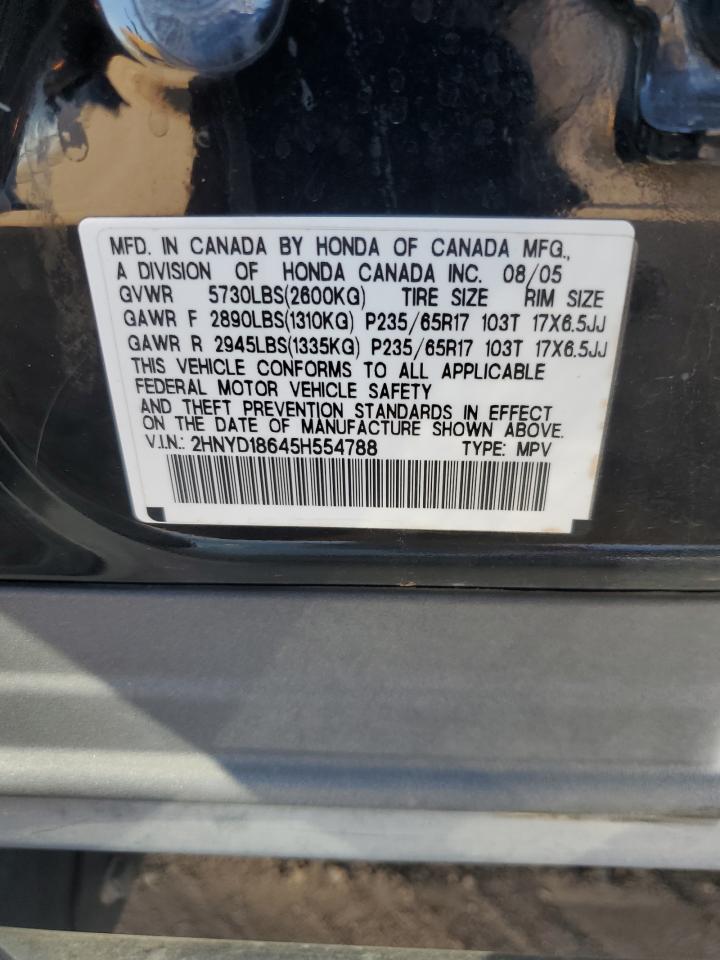 MFD. IN CANADA BY HONDA OF CANADA MFG.,
A DIVISION OF HONDA CANADA INC. 08/05
GVWR 5730LBS(2600KG) TIRE SIZE RIM SIZE
GAWR F 2890LBS(1310KG) P235/65R17 103T 17X6.5JJ
GAWR R 2945LBS(1335KG) P235/65R17 103T 17X6.5JJ
THIS VEHICLE CONFORMS TO ALL APPLICABLE
FEDERAL MOTOR VEHICLE SAFETY
AND THEFT PREVENTION STANDARDS IN EFFECT
ON THE DATE OF MANUFACTURE SHOWN ABOVE.
V.I.N.: 2HNYD18645H554788 TYPE: MPV